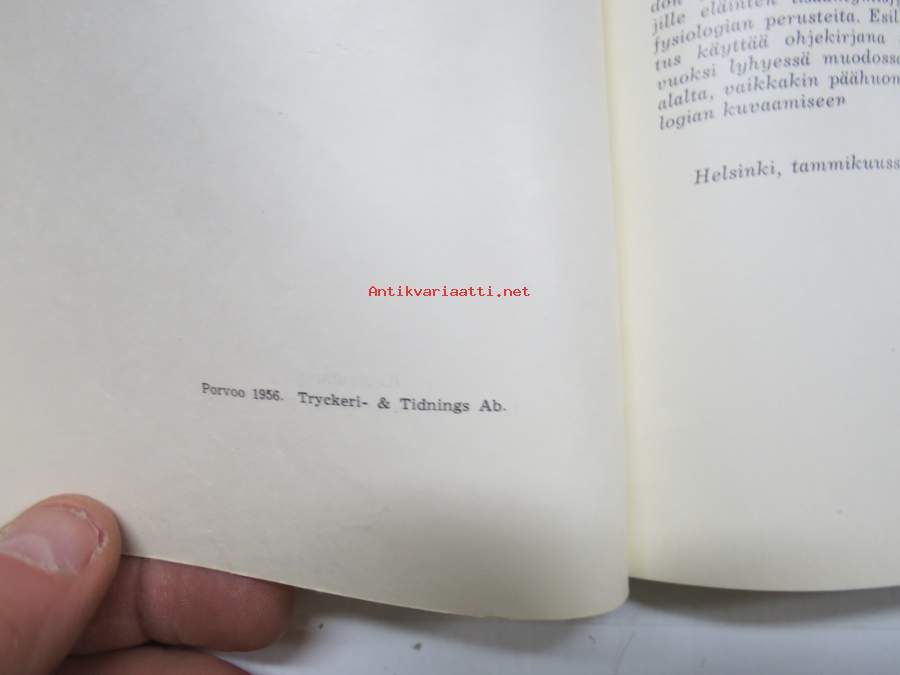 Porvoo 1956. Tryckeri- & Tidnings Ab.
jille eläinten
fysiologian perusteita. Esil
tus käyttää ohjekirjana
vuoksi lyhyessä muodoss
alalta, vaikkakin päähuom
logian kuvaamiseen
Helsinki, tammikuuss
Antikvariaatti.net